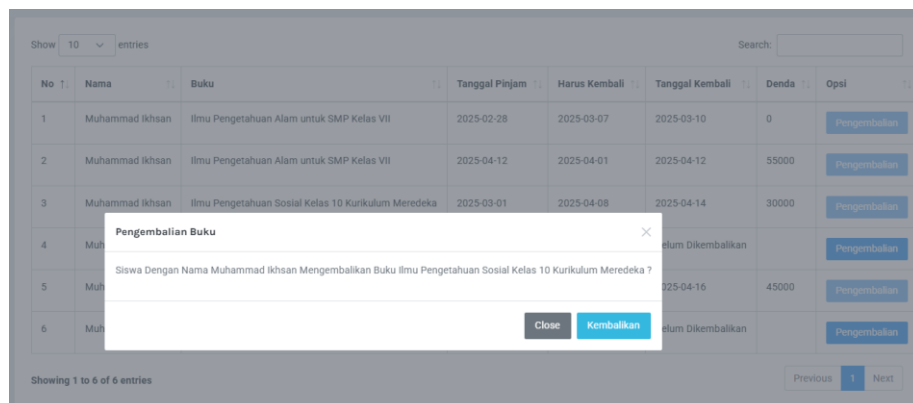 Show 10 entries Search:
No Nama Buku Tanggal Pinjam Harus Kembali Tanggal Kembali Denda Opsi
1 Muhammad Ikhsan Ilmu Pengetahuan Alam untuk SMP Kelas VII 2025-02-28 2025-03-07 2025-03-10 0 Pengembalian
2 Muhammad Ikhsan Ilmu Pengetahuan Alam untuk SMP Kelas VII 2025-04-12 2025-04-01 2025-04-12 55000 Pengembalian
3 Muhammad Ikhsan Ilmu Pengetahuan Sosial Kelas 10 Kurikulum Meredeka 2025-03-01 2025-04-08 2025-04-14 30000 Pengembalian
Pengembalian Buku
4 Muh elum Dikembalikan Pengembalian
Siswa Dengan Nama Muhammad Ikhsan Mengembalikan Buku Ilmu Pengetahuan Sosial Kelas 10 Kurikulum Meredeka ?
5 Muh 025-04-16 45000 Pengembalian
Close Kembalikan
6 Muh elum Dikembalikan Pengembalian
Showing 1 to 6 of 6 entries Previous 1 Next